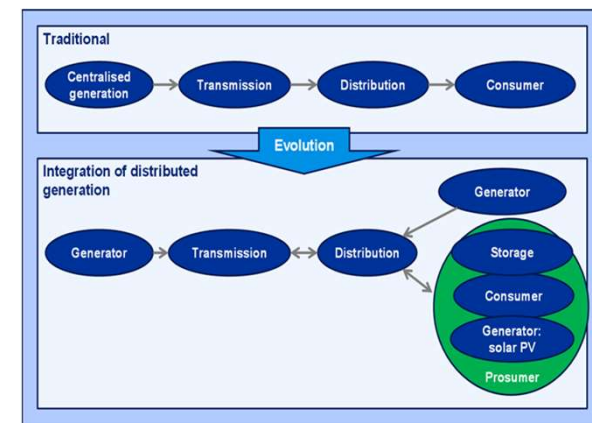 Traditional
Centralised
generation
Transmission
Distribution
Consumer
Evolution
Integration of distributed
generation
Generator
Generator
Transmission
Distribution
Storage
Consumer
Generator:
solar PV
Prosumer